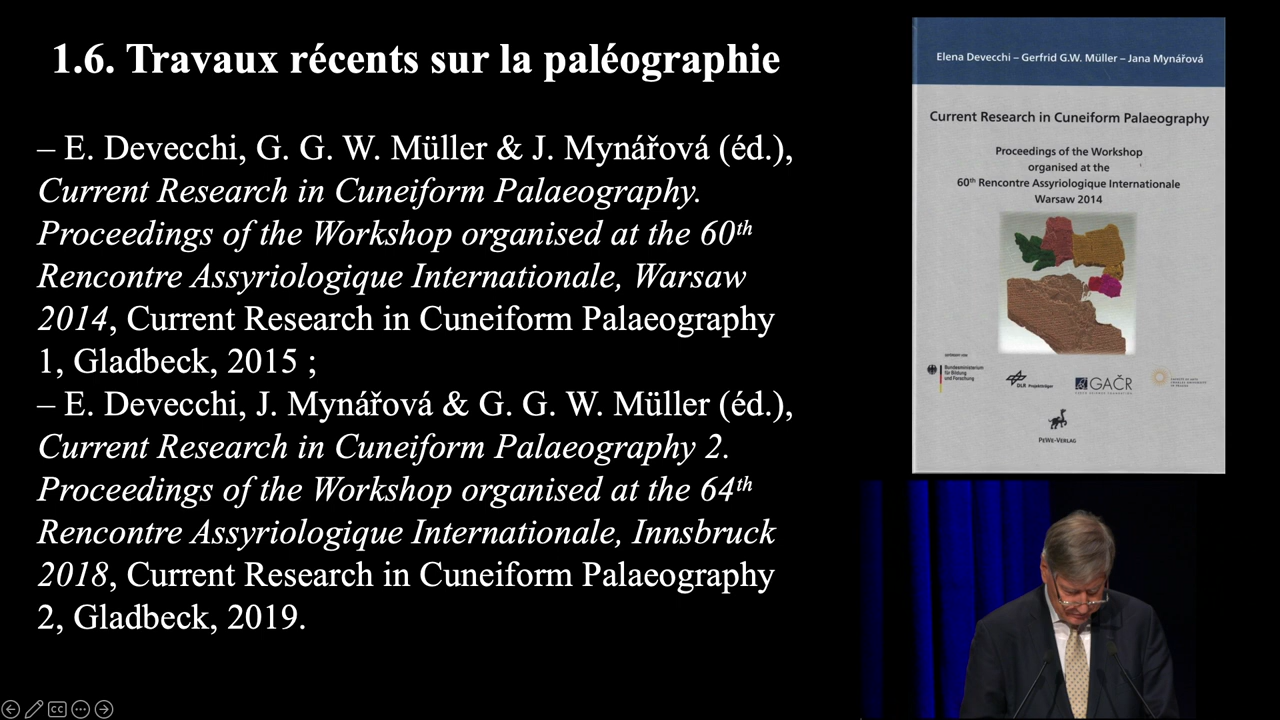 1.6. Travaux récents sur la paléographie
– E. Devecchi, G. G. W. Müller & J. Mynářová (éd.),
Current Research in Cuneiform Palaeography.
Proceedings of the Workshop organised at the 60th
Rencontre Assyriologique Internationale, Warsaw
2014, Current Research in Cuneiform Palaeography
1, Gladbeck, 2015 ;
– E. Devecchi, J. Mynářová & G. G. W. Müller (éd.),
Current Research in Cuneiform Palaeography 2.
Proceedings of the Workshop organised at the 64th
Rencontre Assyriologique Internationale, Innsbruck
2018, Current Research in Cuneiform Palaeography
2, Gladbeck, 2019.
Elena Devecchi – Gerfrid G.W. Müller – Jana Mynářová
Current Research in Cuneiform Palaeography
Proceedings of the Workshop
organised at the
60th Rencontre Assyriologique Internationale
Warsaw 2014
Bundesministerium
für Bildung
und Forschung
DLR Projektträger
GAČR
PeWe-Verlag
CC